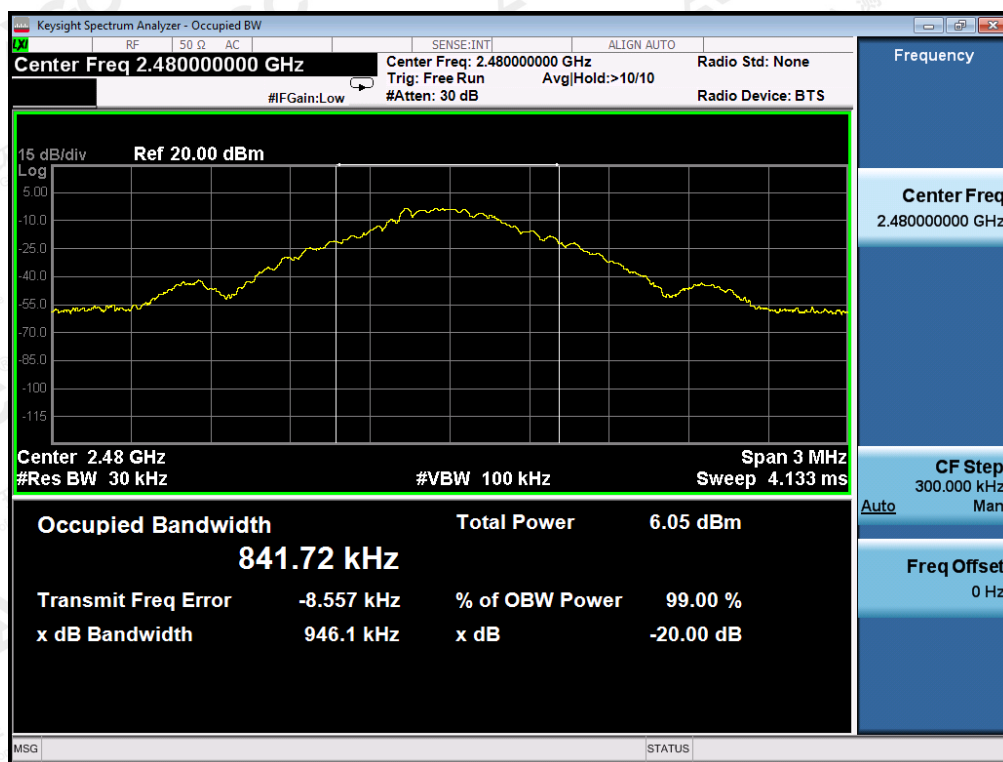 Keysight Spectrum Analyzer - Occupied BW
LXI RF 50 Ω AC SENSE:INT ALIGN AUTO
Center Freq 2.480000000 GHz
Center Freq: 2.480000000 GHz Radio Std: None
Trig: Free Run Avg|Hold:>10/10
#IFGain:Low #Atten: 30 dB Radio Device: BTS
15 dB/div Ref 20.00 dBm
Log
5.00
-10.0
-25.0
-40.0
-55.0
-70.0
-85.0
-100
-115
Center 2.48 GHz Span 3 MHz
#Res BW 30 kHz #VBW 100 kHz Sweep 4.133 ms
Occupied Bandwidth Total Power 6.05 dBm
841.72 kHz
Transmit Freq Error -8.557 kHz % of OBW Power 99.00 %
x dB Bandwidth 946.1 kHz x dB -20.00 dB
MSG STATUS
Frequency
Center Freq
2.480000000 GHz
CF Step
300.000 kHz
Auto Man
Freq Offset
0 Hz